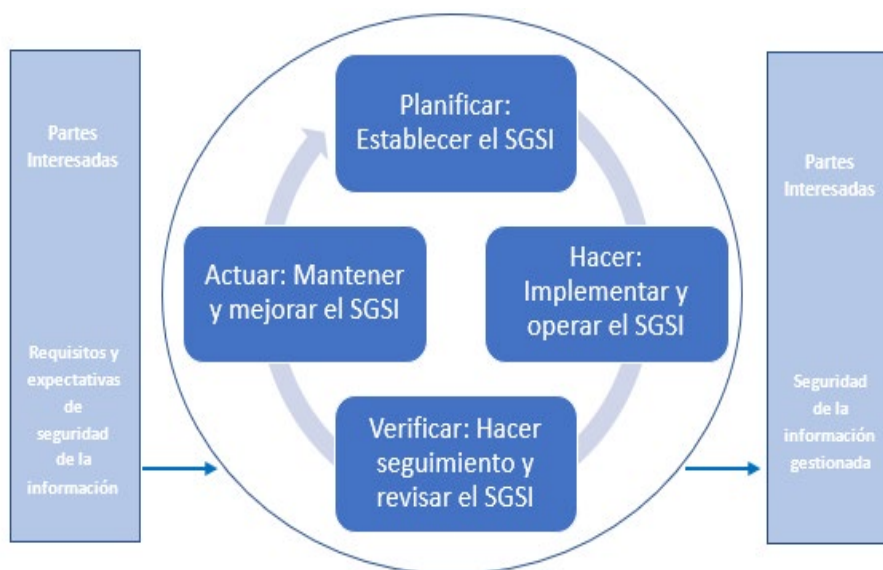 Partes
Interesadas
Requisitos y
expectativas
de
seguridad
de la
información
Planificar:
Establecer el SGSI
Hacer:
Implementar y
operar el SGSI
Verificar: Hacer
seguimiento y
revisar el SGSI
Actuar: Mantener
y mejorar el SGSI
Partes
Interesadas
Seguridad
de la
información
gestionada